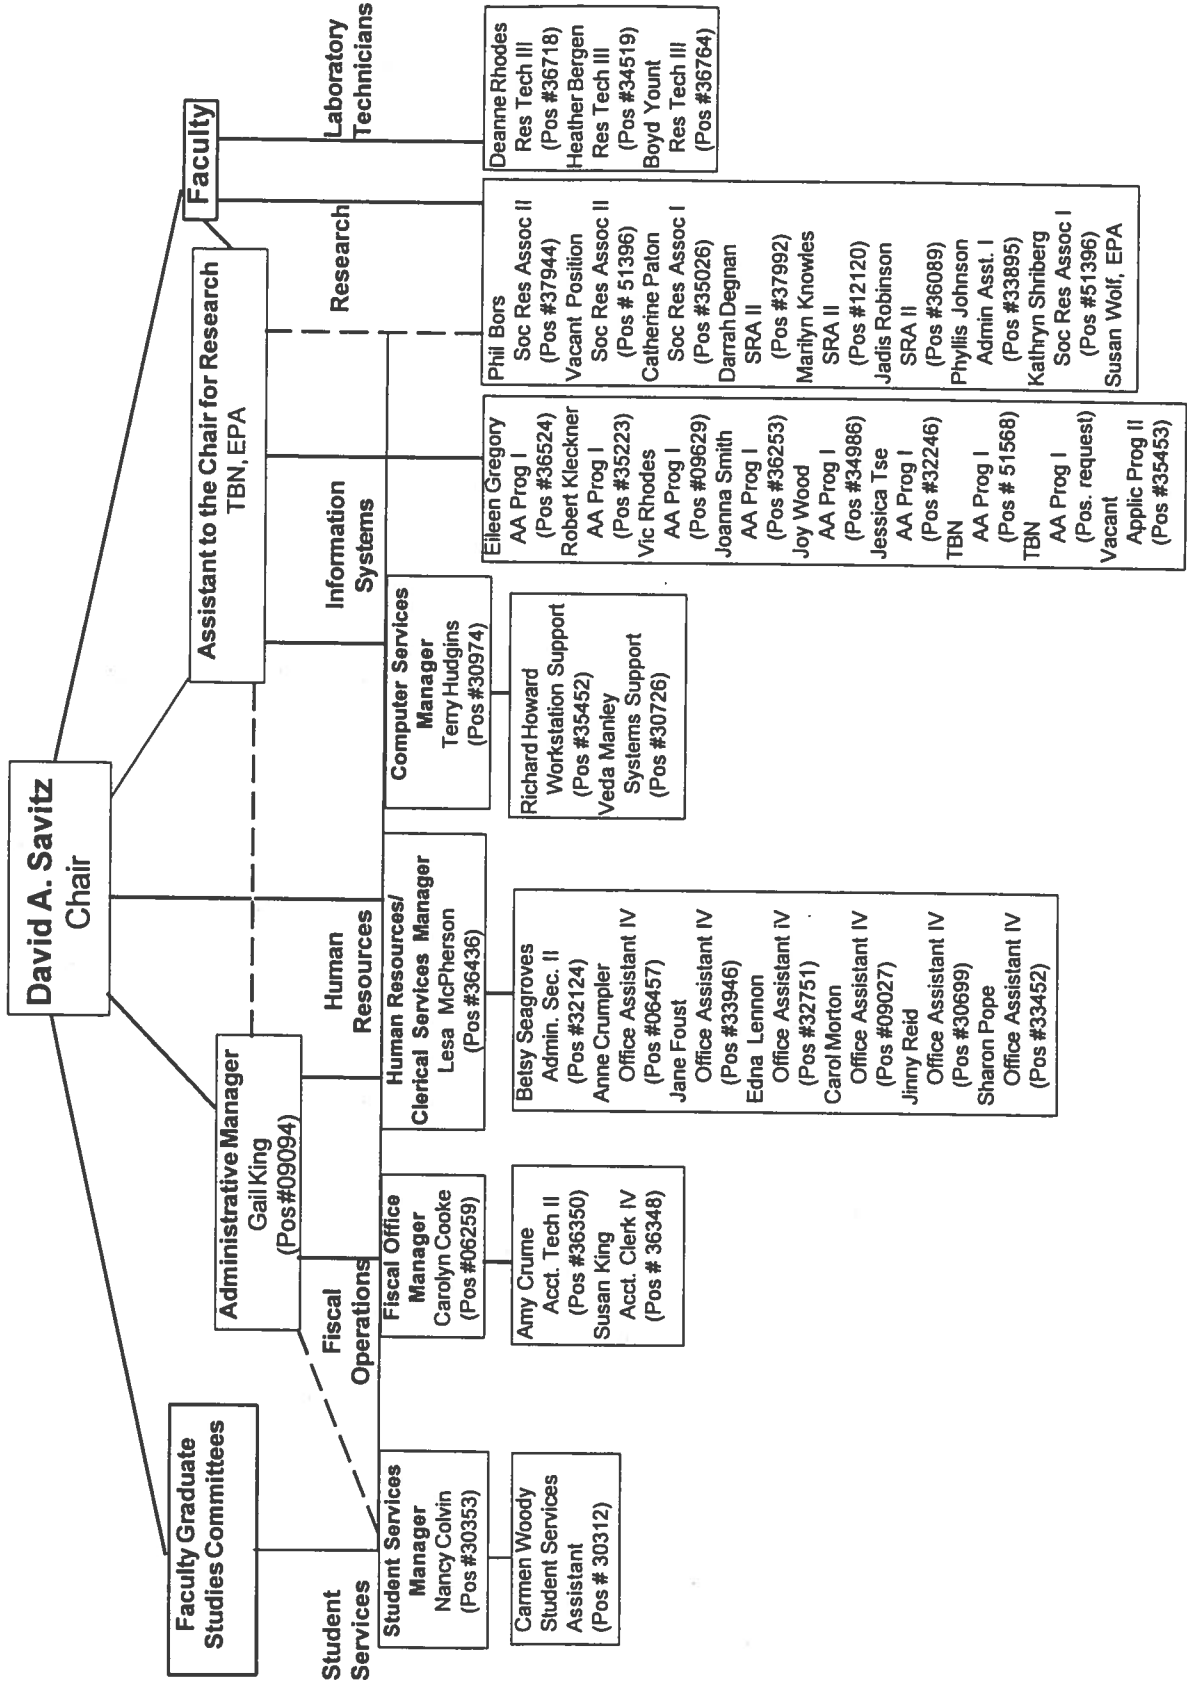 David A. Savitz
Chair
Faculty Graduate
Studies Committees
Administrative Manager
Gail King
(Pos #09094)
Assistant to the Chair for Research
TBN, EPA
Faculty
Student
Services
Fiscal
Operations
Human
Resources
Information
Systems
Research
Laboratory
Technicians
Student Services
Manager
Nancy Colvin
(Pos #30353)
Carmen Woody
Student Services
Assistant
(Pos # 30312)
Fiscal Office
Manager
Carolyn Cooke
(Pos #06259)
Amy Crume
Acct. Tech II
(Pos #36350)
Susan King
Acct. Clerk IV
(Pos # 36348)
Human Resources/
Clerical Services Manager
Lesa McPherson
(Pos #36436)
Betsy Seagroves
Admin. Sec. II
(Pos #32124)
Anne Crumpler
Office Assistant IV
(Pos #06457)
Jane Foust
Office Assistant IV
(Pos #33946)
Edna Lennon
Office Assistant iV
(Pos #32751)
Carol Morton
Office Assistant IV
(Pos #09027)
Jinny Reid
Office Assistant IV
(Pos #30699)
Sharon Pope
Office Assistant IV
(Pos #33452)
Computer Services
Manager
Terry Hudgins
(Pos #30974)
Richard Howard
Workstation Support
(Pos #35452)
Veda Manley
Systems Support
(Pos #30726)
Eileen Gregory
AA Prog I
(Pos #36524)
Robert Kleckner
AA Prog I
(Pos #35223)
Vic Rhodes
AA Prog I
(Pos #09629)
Joanna Smith
AA Prog I
(Pos #36253)
Joy Wood
AA Prog I
(Pos #34986)
Jessica Tse
AA Prog I
(Pos #32246)
TBN
AA Prog I
(Pos # 51568)
TBN
AA Prog I
(Pos. request)
Vacant
Applic Prog II
(Pos #35453)
Phil Bors
Soc Res Assoc II
(Pos #37944)
Vacant Position
Soc Res Assoc II
(Pos # 51396)
Catherine Paton
Soc Res Assoc I
(Pos #35026)
Darrah Degnan
SRA II
(Pos #37992)
Marilyn Knowles
SRA II
(Pos #12120)
Jadis Robinson
SRA II
(Pos #36089)
Phyllis Johnson
Admin Asst. I
(Pos #33895)
Kathryn Shriberg
Soc Res Assoc I
(Pos #51396)
Susan Wolf, EPA
Deanne Rhodes
Res Tech III
(Pos #36718)
Heather Bergen
Res Tech III
(Pos #34519)
Boyd Yount
Res Tech III
(Pos #36764)